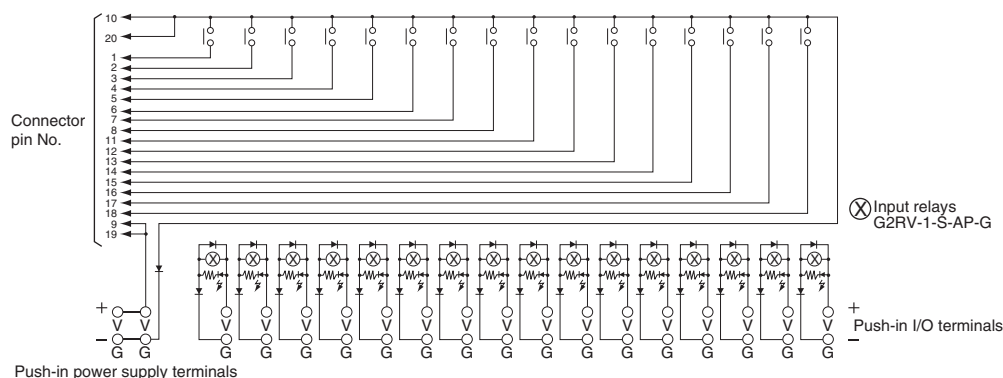 10
20
1
2
3
4
5
6
7
8
11
12
13
14
15
16
17
18
9
19
Connector
pin No.
X Input relays
G2RV-1-S-AP-G
X X X X X X X X X X X X X X X X
+ V V V V V V V V V V V V V V V V V V +
Push-in I/O terminals
− G G G G G G G G G G G G G G G G G G −
Push-in power supply terminals